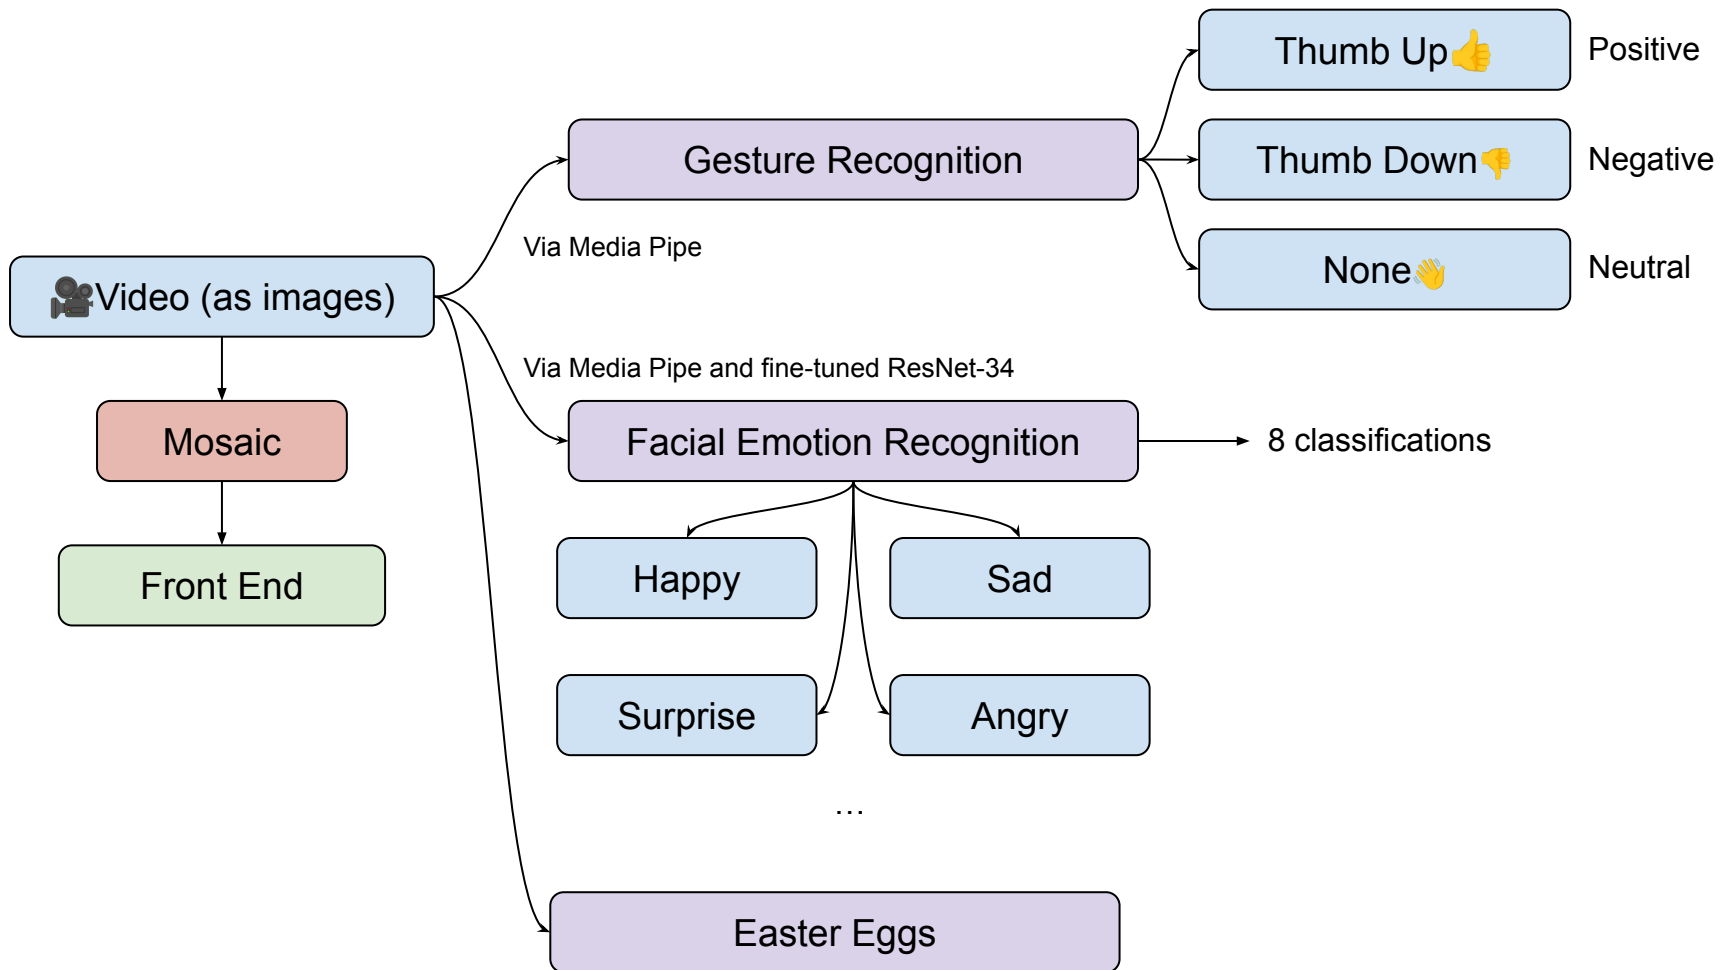 Thumb Up👍
Positive
Gesture Recognition
Thumb Down👎
Negative
Via Media Pipe
None👋
Neutral
🎥Video (as images)
Via Media Pipe and fine-tuned ResNet-34
Mosaic
Facial Emotion Recognition
8 classifications
Front End
Happy
Sad
Surprise
Angry
...
Easter Eggs